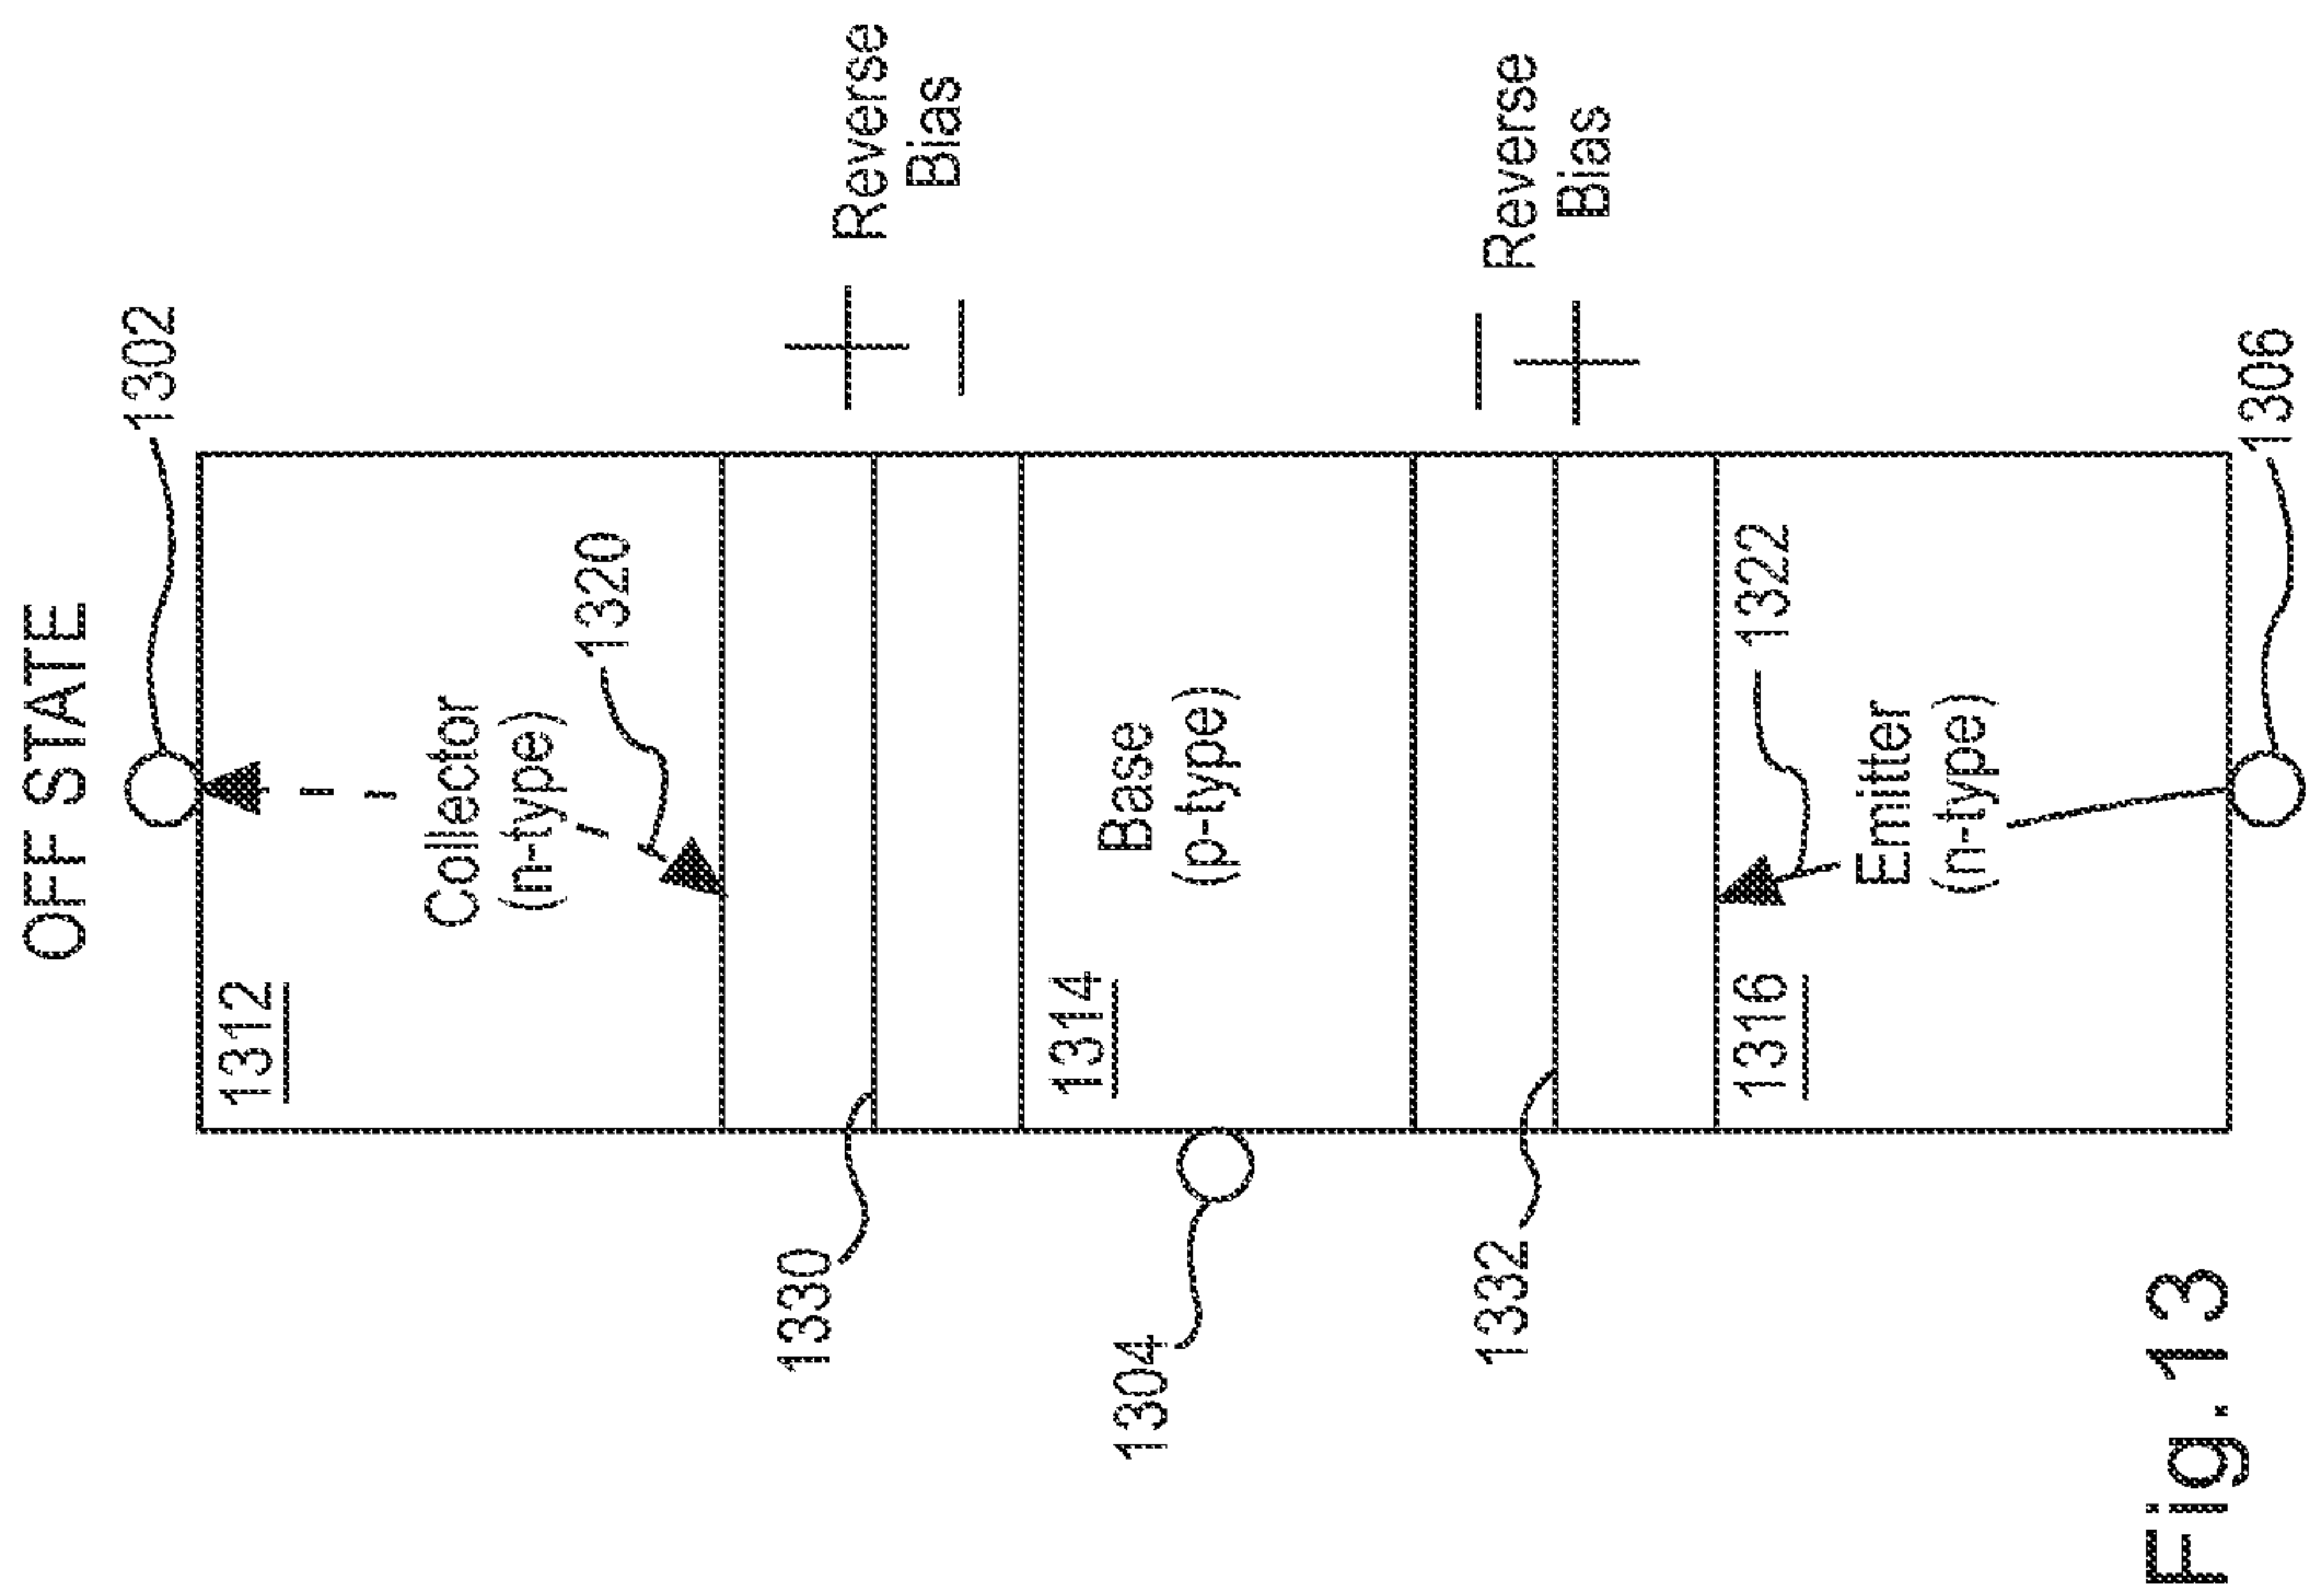 OFF STATE
1302
1312
Collector
(n-type)
1320
1330
+ Reverse
− Bias
1314
Base
(p-type)
1304
1332
− Reverse
+ Bias
1316
1322
Emitter
(n-type)
1306
Fig.13